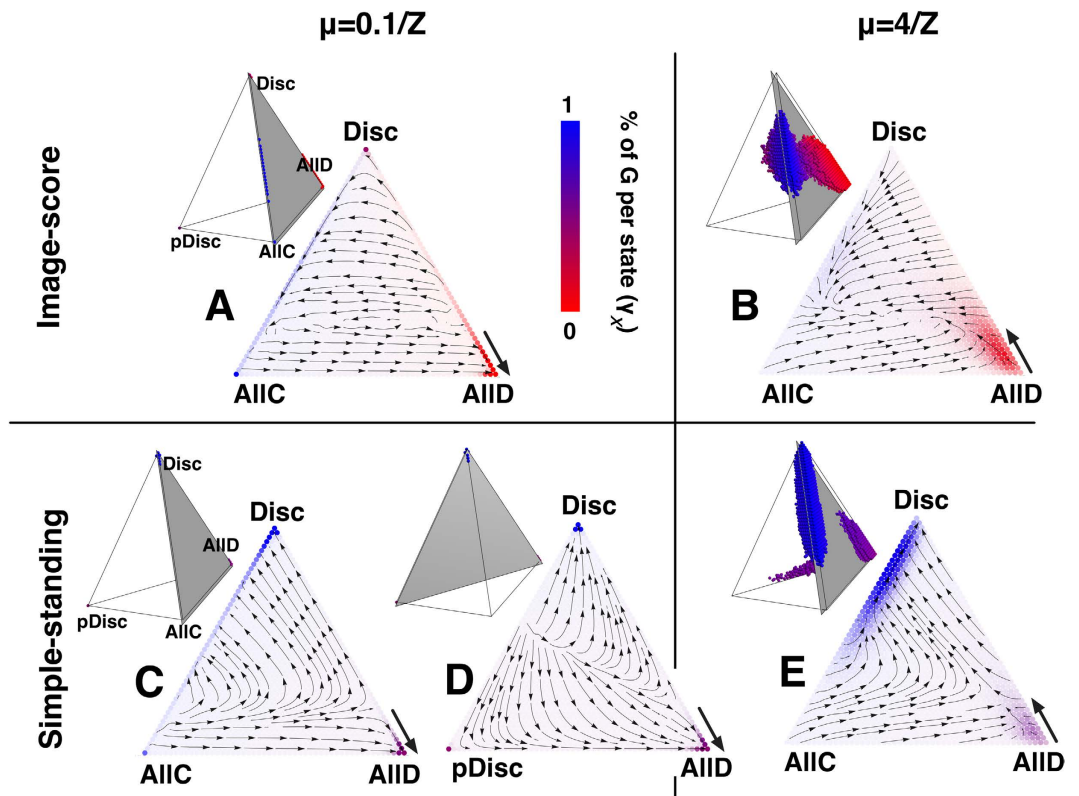 μ=0.1/Z
μ=4/Z
Image-score
Disc
AllD
pDisc
AllC
Disc
A
AllC
AllD
1
0
% of G per state (γ𝓍)
Disc
B
AllC
AllD
Simple-standing
Disc
AllD
pDisc
AllC
Disc
C
AllC
AllD
Disc
D
pDisc
AllD
Disc
E
AllC
AllD